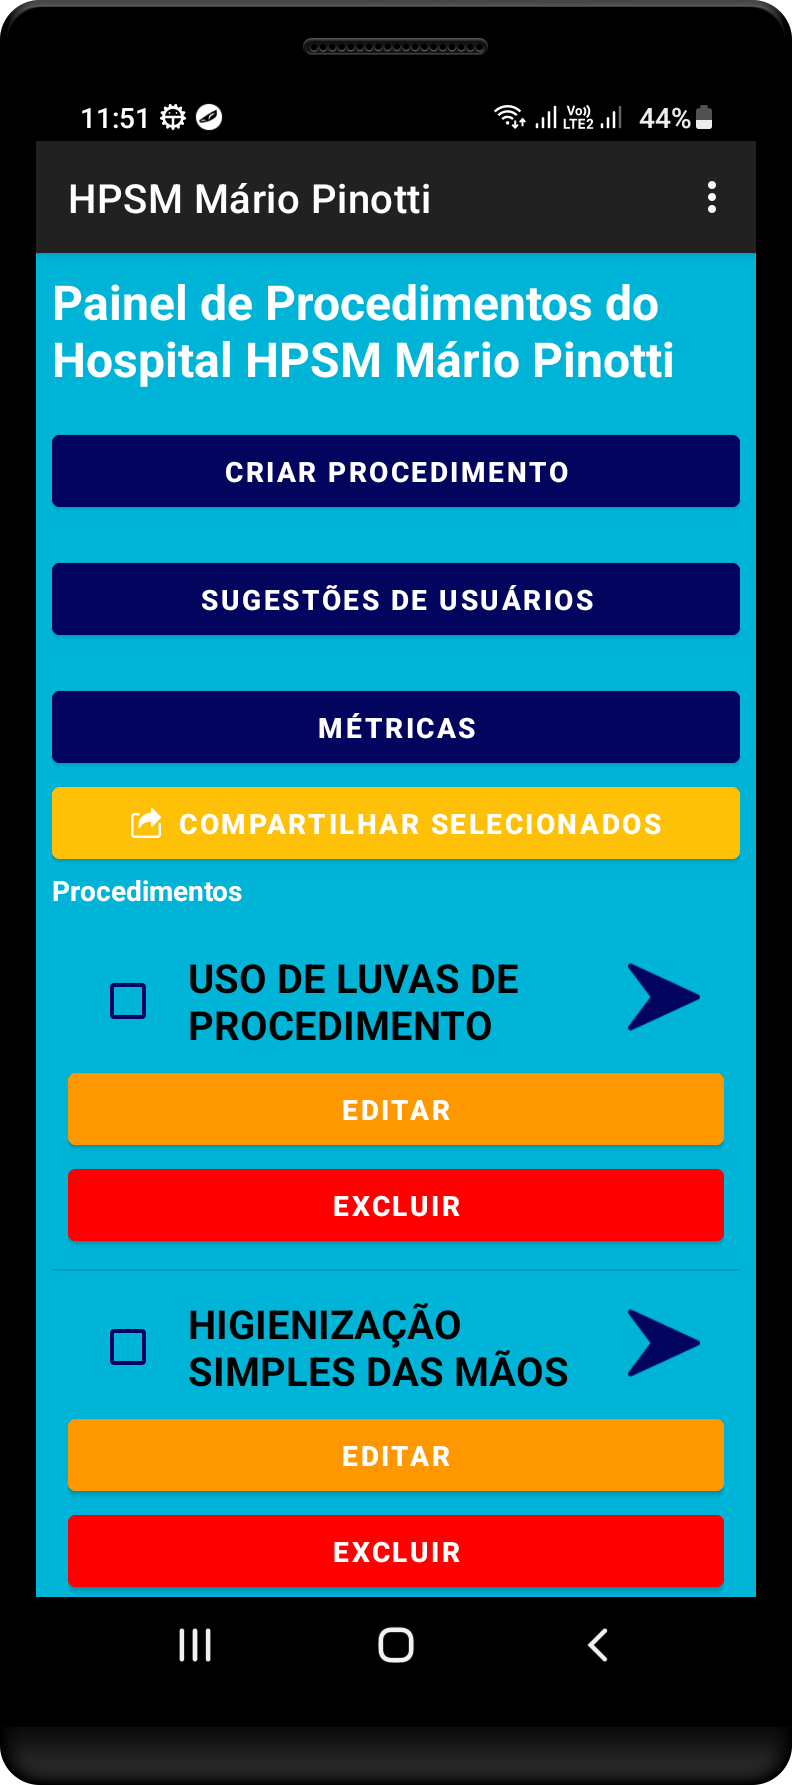 11:51
Vo))
LTE2
44%
HPSM Mário Pinotti
Painel de Procedimentos do
Hospital HPSM Mário Pinotti
CRIAR PROCEDIMENTO
SUGESTÕES DE USUÁRIOS
MÉTRICAS
COMPARTILHAR SELECIONADOS
Procedimentos
USO DE LUVAS DE
PROCEDIMENTO
EDITAR
EXCLUIR
HIGIENIZAÇÃO
SIMPLES DAS MÃOS
EDITAR
EXCLUIR